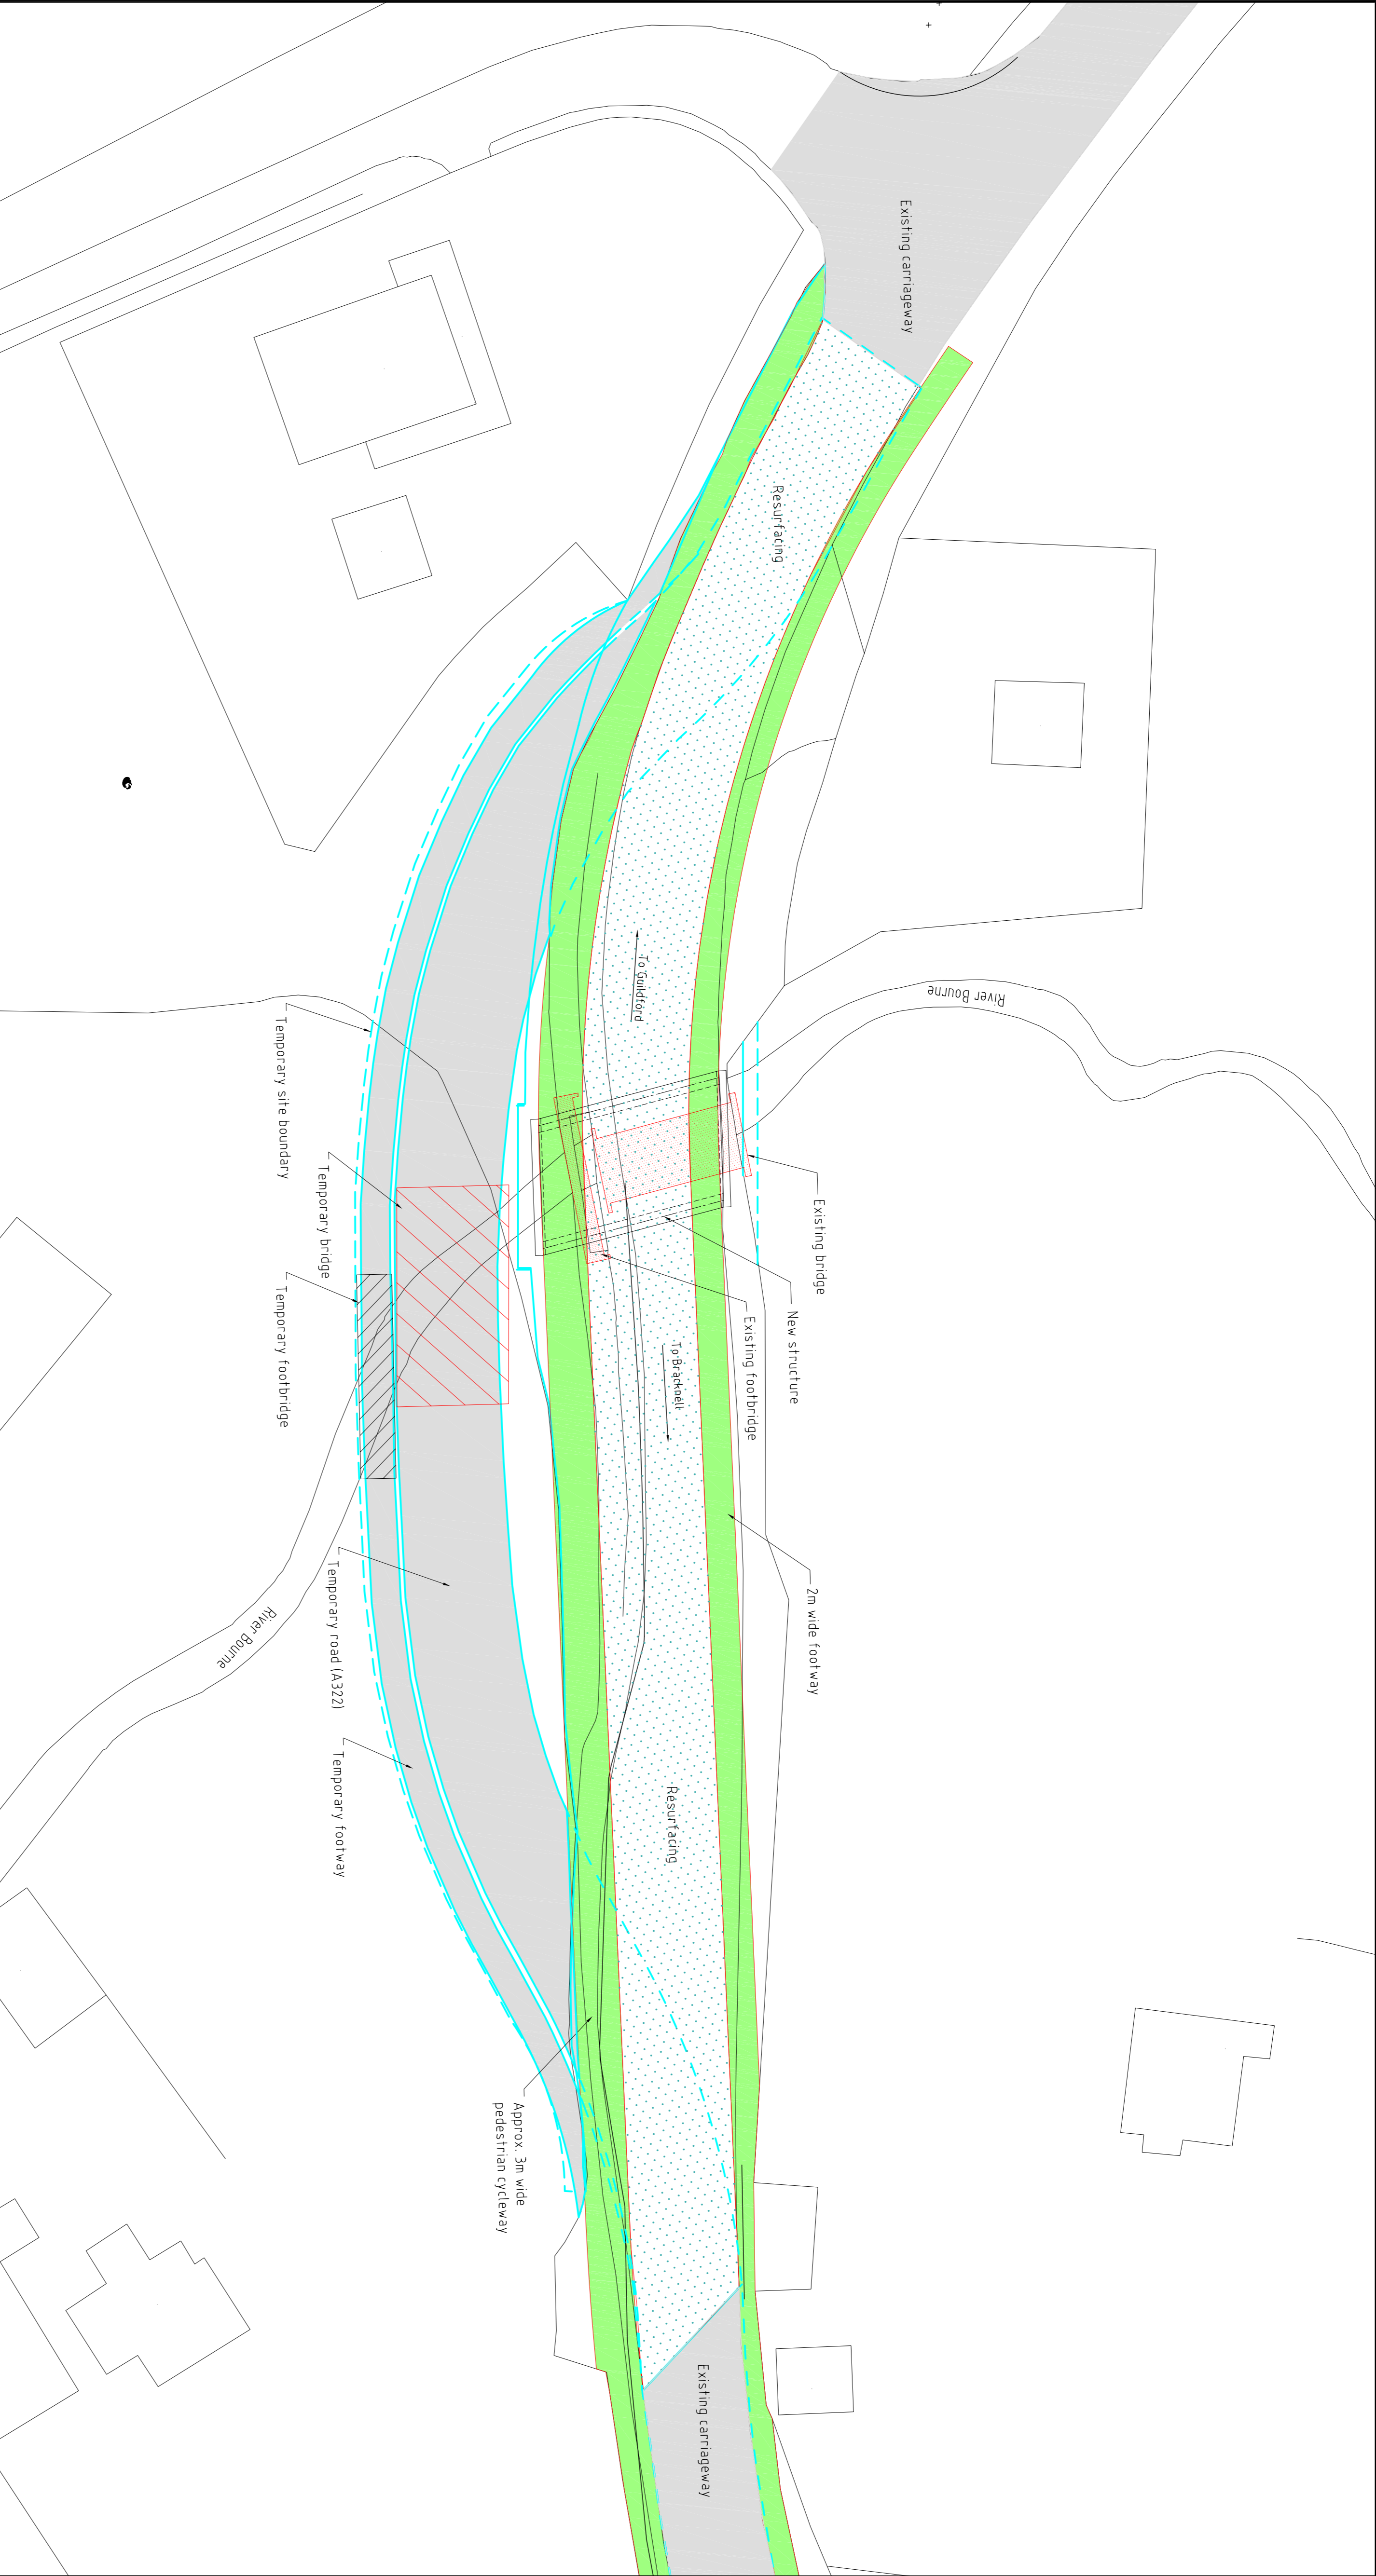 Existing carriageway
Resurfacing
To Guildford
River Bourne
Temporary site boundary
Temporary bridge
Temporary footbridge
Existing bridge
New structure
Existing footbridge
To Bracknell
2m wide footway
Temporary road (A322)
River Bourne
Temporary footway
Resurfacing
Approx. 3m wide
pedestrian cycleway
Existing carriageway